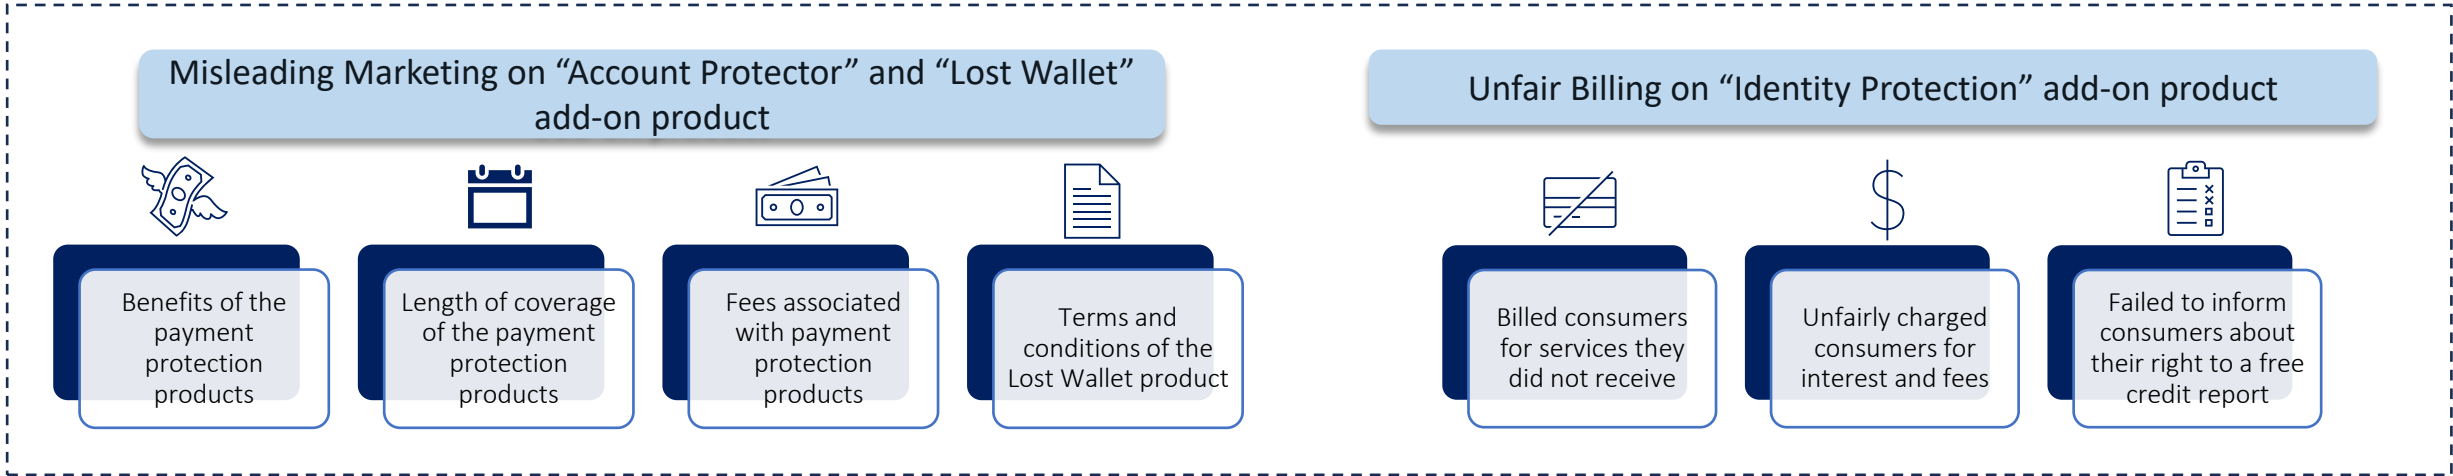 Misleading Marketing on “Account Protector” and “Lost Wallet”
add-on product
Benefits of the
payment
protection
products
Length of coverage
of the payment
protection
products
Fees associated
with payment
protection
products
Terms and
conditions of the
Lost Wallet product
Unfair Billing on “Identity Protection” add-on product
Billed consumers
for services they
did not receive
Unfairly charged
consumers for
interest and fees
Failed to inform
consumers about
their right to a free
credit report